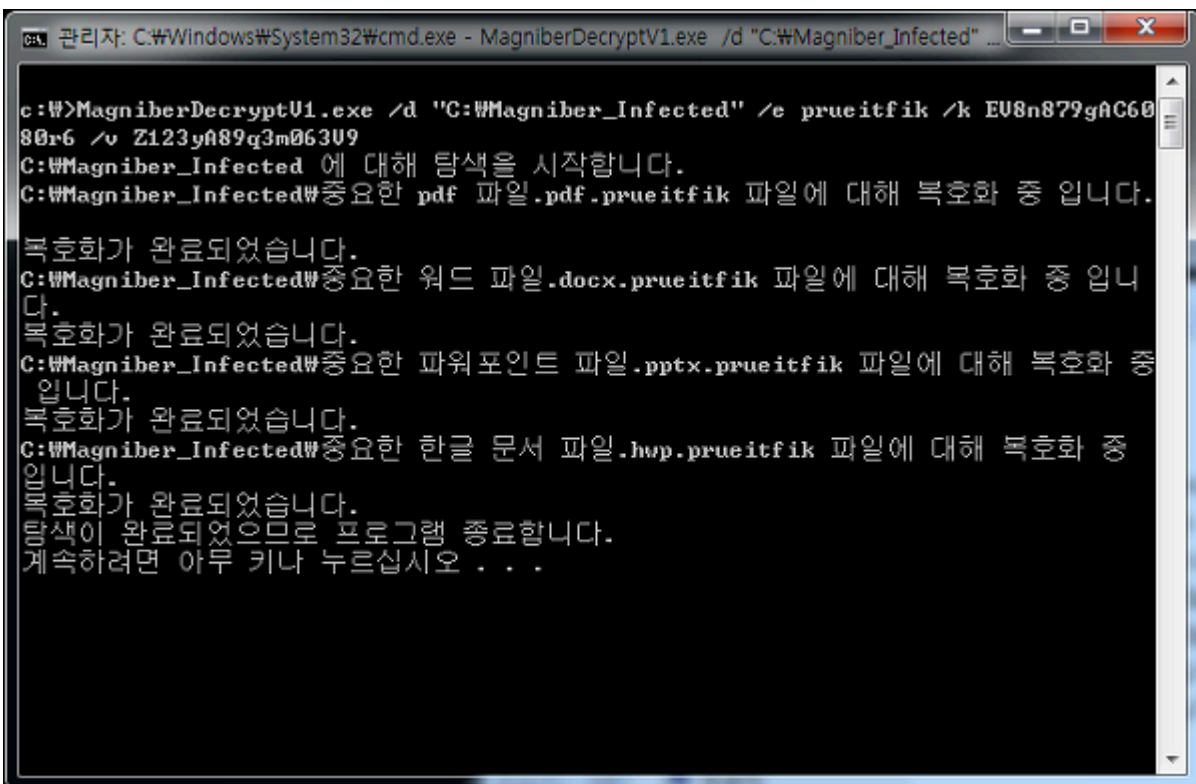 관리자: C:₩Windows₩System32₩cmd.exe - MagniberDecryptV1.exe /d "C:₩Magniber_Infected" ...
c:₩>MagniberDecryptV1.exe /d "C:₩Magniber_Infected" /e prueitfik /k EV8n879gAC60
80r6 /v Z123yA89q3m063V9
C:₩Magniber_Infected 에 대해 탐색을 시작합니다.
C:₩Magniber_Infected₩중요한 pdf 파일.pdf.prueitfik 파일에 대해 복호화 중 입니다.
복호화가 완료되었습니다.
C:₩Magniber_Infected₩중요한 워드 파일.docx.prueitfik 파일에 대해 복호화 중 입니
다.
복호화가 완료되었습니다.
C:₩Magniber_Infected₩중요한 파워포인트 파일.pptx.prueitfik 파일에 대해 복호화 중
입니다.
복호화가 완료되었습니다.
C:₩Magniber_Infected₩중요한 한글 문서 파일.hwp.prueitfik 파일에 대해 복호화 중
입니다.
복호화가 완료되었습니다.
탐색이 완료되었으므로 프로그램 종료합니다.
계속하려면 아무 키나 누르십시오 . . .